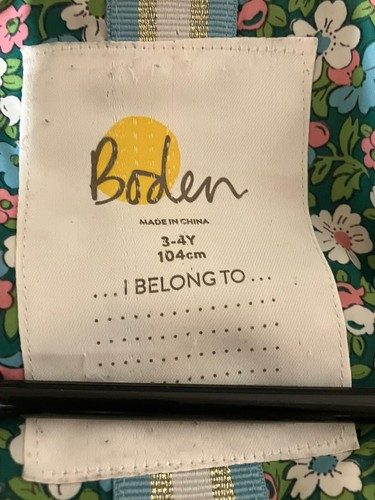 Boden
MADE IN CHINA
3-4Y
104cm
...I BELONG TO...